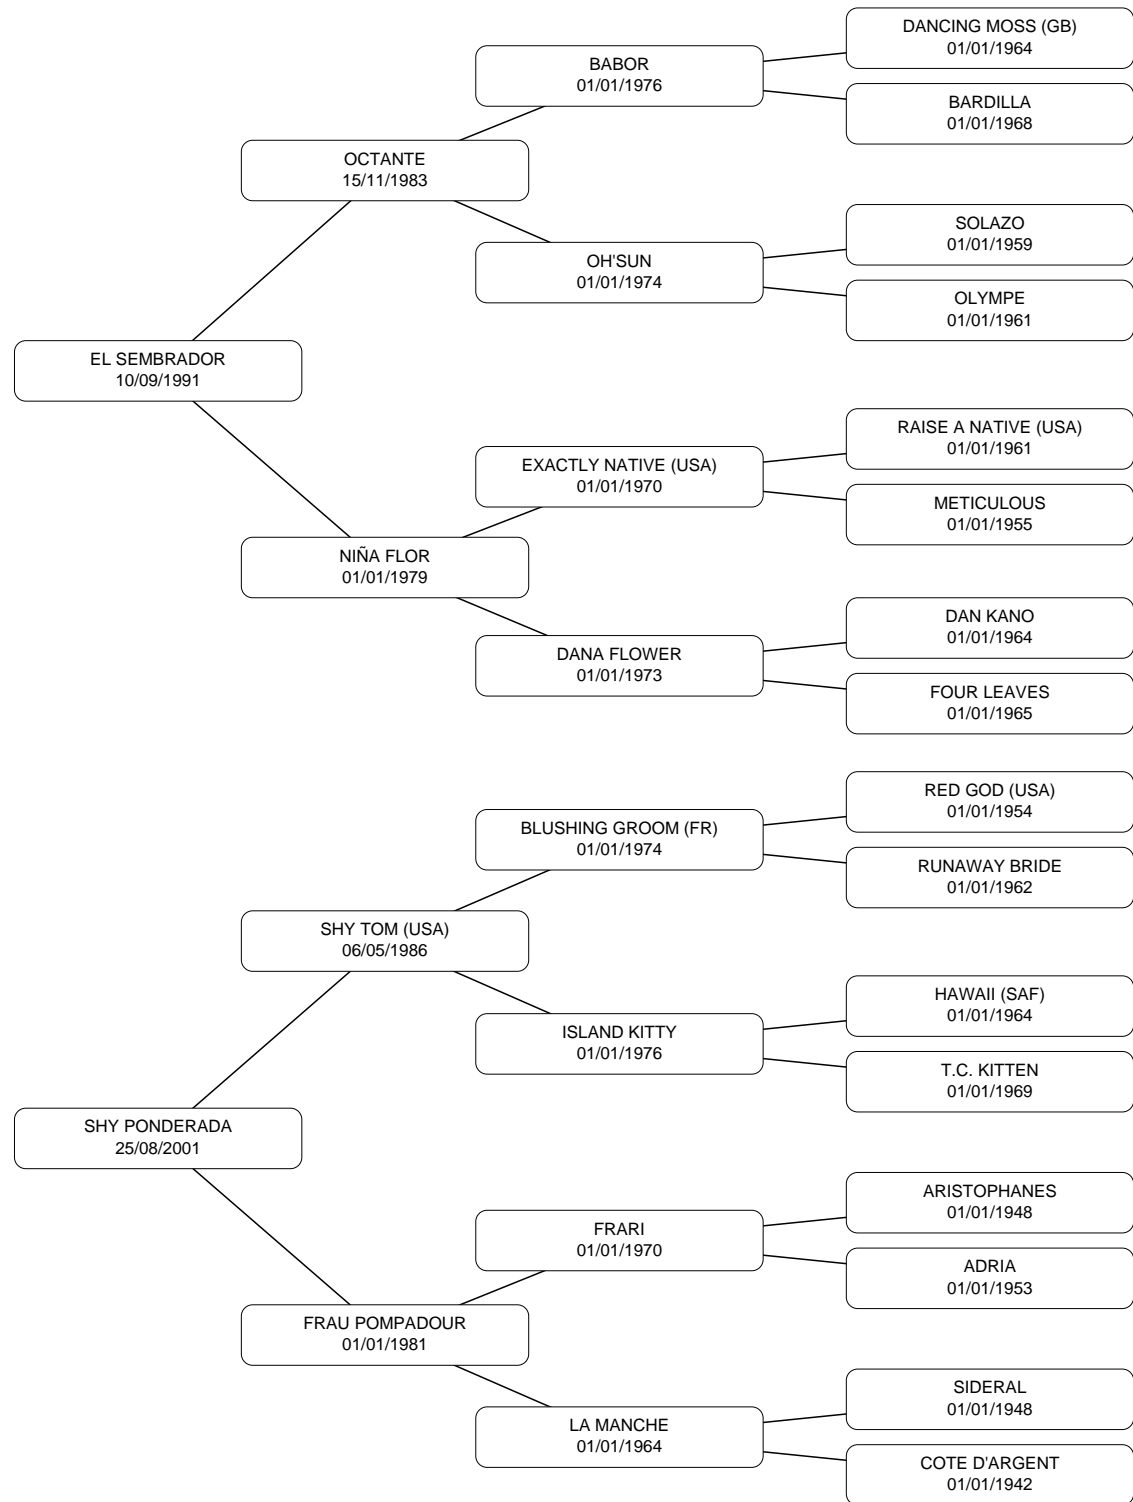 DANCING MOSS (GB)
01/01/1964
BABOR
01/01/1976
BARDILLA
01/01/1968
OCTANTE
15/11/1983
SOLAZO
01/01/1959
OH'SUN
01/01/1974
OLYMPE
01/01/1961
EL SEMBRADOR
10/09/1991
RAISE A NATIVE (USA)
01/01/1961
EXACTLY NATIVE (USA)
01/01/1970
METICULOUS
01/01/1955
NIÑA FLOR
01/01/1979
DAN KANO
01/01/1964
DANA FLOWER
01/01/1973
FOUR LEAVES
01/01/1965
RED GOD (USA)
01/01/1954
BLUSHING GROOM (FR)
01/01/1974
RUNAWAY BRIDE
01/01/1962
SHY TOM (USA)
06/05/1986
HAWAII (SAF)
01/01/1964
ISLAND KITTY
01/01/1976
T.C. KITTEN
01/01/1969
SHY PONDERADA
25/08/2001
ARISTOPHANES
01/01/1948
FRARI
01/01/1970
ADRIA
01/01/1953
FRAU POMPADOUR
01/01/1981
SIDERAL
01/01/1948
LA MANCHE
01/01/1964
COTE D'ARGENT
01/01/1942